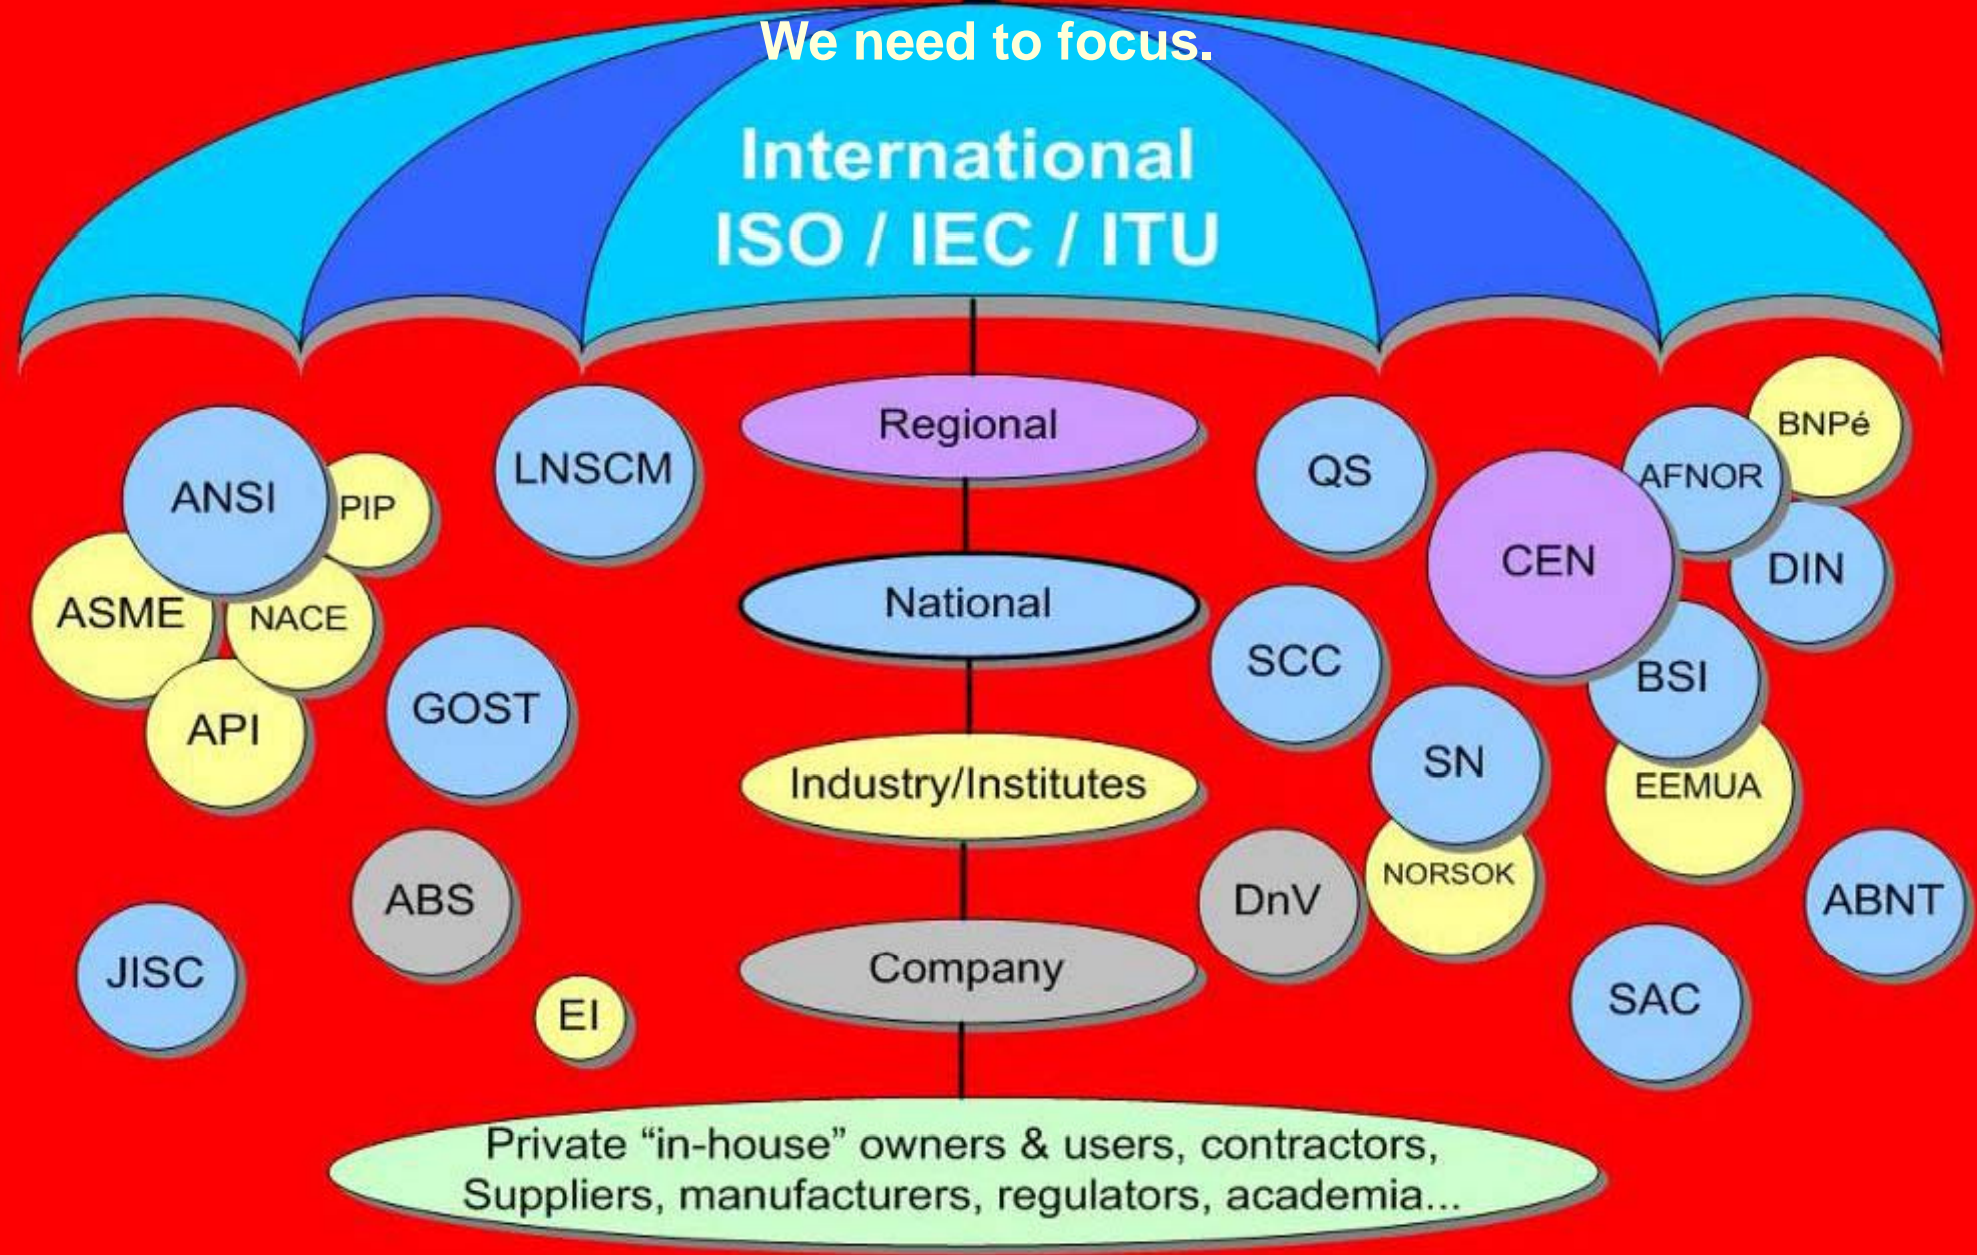 We need to focus.
International
ISO / IEC / ITU
Regional
National
Industry/Institutes
Company
Private “in-house” owners & users, contractors,
Suppliers, manufacturers, regulators, academia...
ANSI
PIP
LNSCM
ASME
NACE
API
GOST
ABS
JISC
EI
QS
CEN
AFNOR
BNPé
DIN
SCC
BSI
SN
EEMUA
DnV
NORSOK
ABNT
SAC